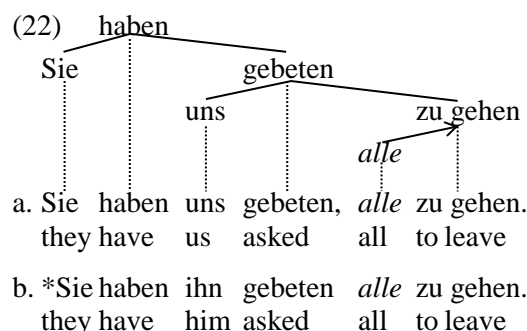 (22) haben
Sie gebeten
uns zu gehen
alle
a. Sie haben uns gebeten, alle zu gehen.
they have us asked all to leave
b. *Sie haben ihn gebeten alle zu gehen.
they have him asked all to leave